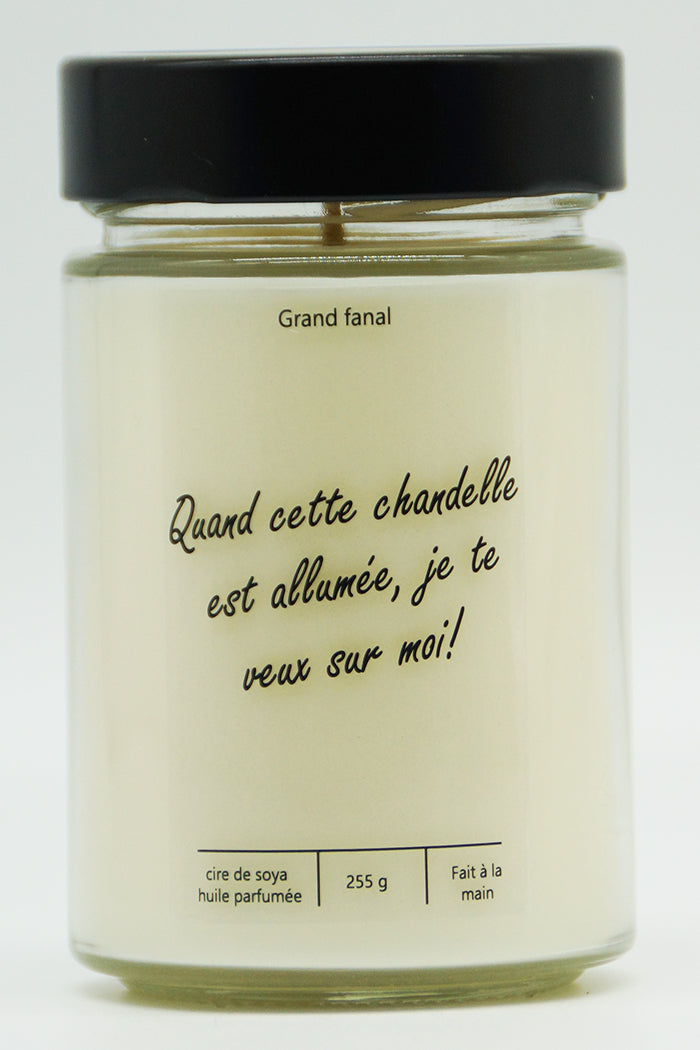 Grand fanal
Quand cette chandelle
est allumée, je te
veux sur moi!
cire de soya
huile parfumée
255 g
Fait à la
main